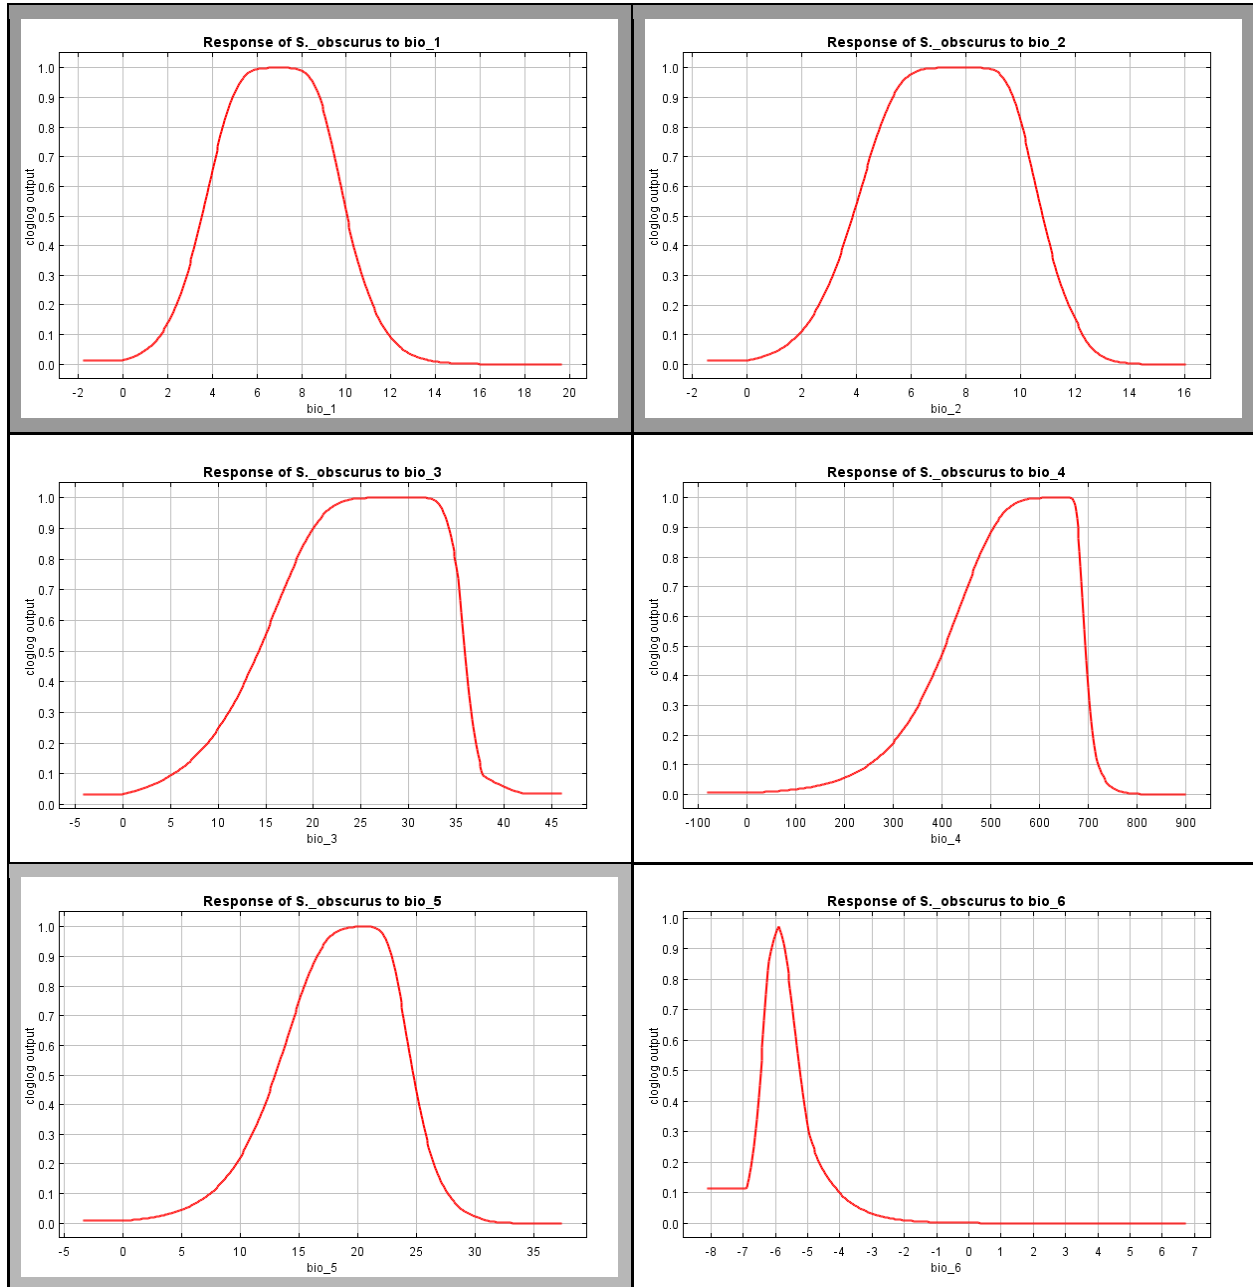 Response of S._obscurus to bio_1
cloglog output
1.0
0.9
0.8
0.7
0.6
0.5
0.4
0.3
0.2
0.1
0.0
-2 0 2 4 6 8 10 12 14 16 18 20
bio_1
Response of S._obscurus to bio_2
cloglog output
1.0
0.9
0.8
0.7
0.6
0.5
0.4
0.3
0.2
0.1
0.0
-2 0 2 4 6 8 10 12 14 16
bio_2
Response of S._obscurus to bio_3
cloglog output
1.0
0.9
0.8
0.7
0.6
0.5
0.4
0.3
0.2
0.1
0.0
-5 0 5 10 15 20 25 30 35 40 45
bio_3
Response of S._obscurus to bio_4
cloglog output
1.0
0.9
0.8
0.7
0.6
0.5
0.4
0.3
0.2
0.1
0.0
-100 0 100 200 300 400 500 600 700 800 900
bio_4
Response of S._obscurus to bio_5
cloglog output
1.0
0.9
0.8
0.7
0.6
0.5
0.4
0.3
0.2
0.1
0.0
-5 0 5 10 15 20 25 30 35
bio_5
Response of S._obscurus to bio_6
cloglog output
1.0
0.9
0.8
0.7
0.6
0.5
0.4
0.3
0.2
0.1
0.0
-8 -7 -6 -5 -4 -3 -2 -1 0 1 2 3 4 5 6 7
bio_6